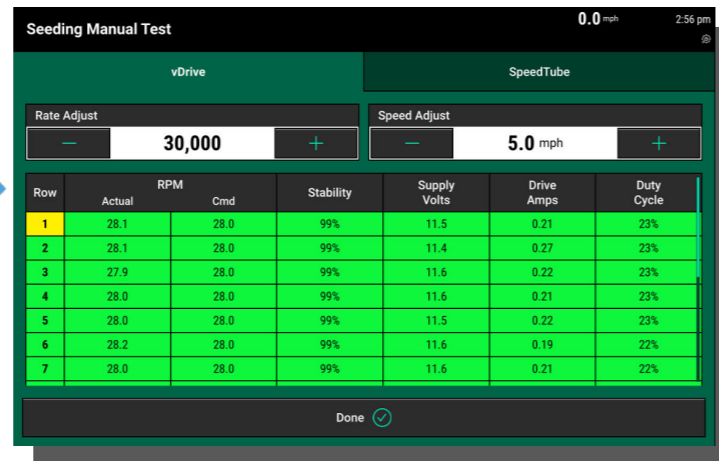 Seeding Manual Test
0.0 mph
2:56 pm
vDrive
SpeedTube
Rate Adjust
Speed Adjust
− 30,000 +
− 5.0 mph +
Row RPM Actual Cmd Stability Supply Volts Drive Amps Duty Cycle
1 28.1 28.0 99% 11.5 0.21 23%
2 28.1 28.0 99% 11.4 0.27 23%
3 27.9 28.0 99% 11.6 0.22 23%
4 28.0 28.0 99% 11.6 0.21 23%
5 28.0 28.0 99% 11.5 0.22 23%
6 28.2 28.0 99% 11.6 0.19 22%
7 28.0 28.0 99% 11.6 0.21 22%
Done